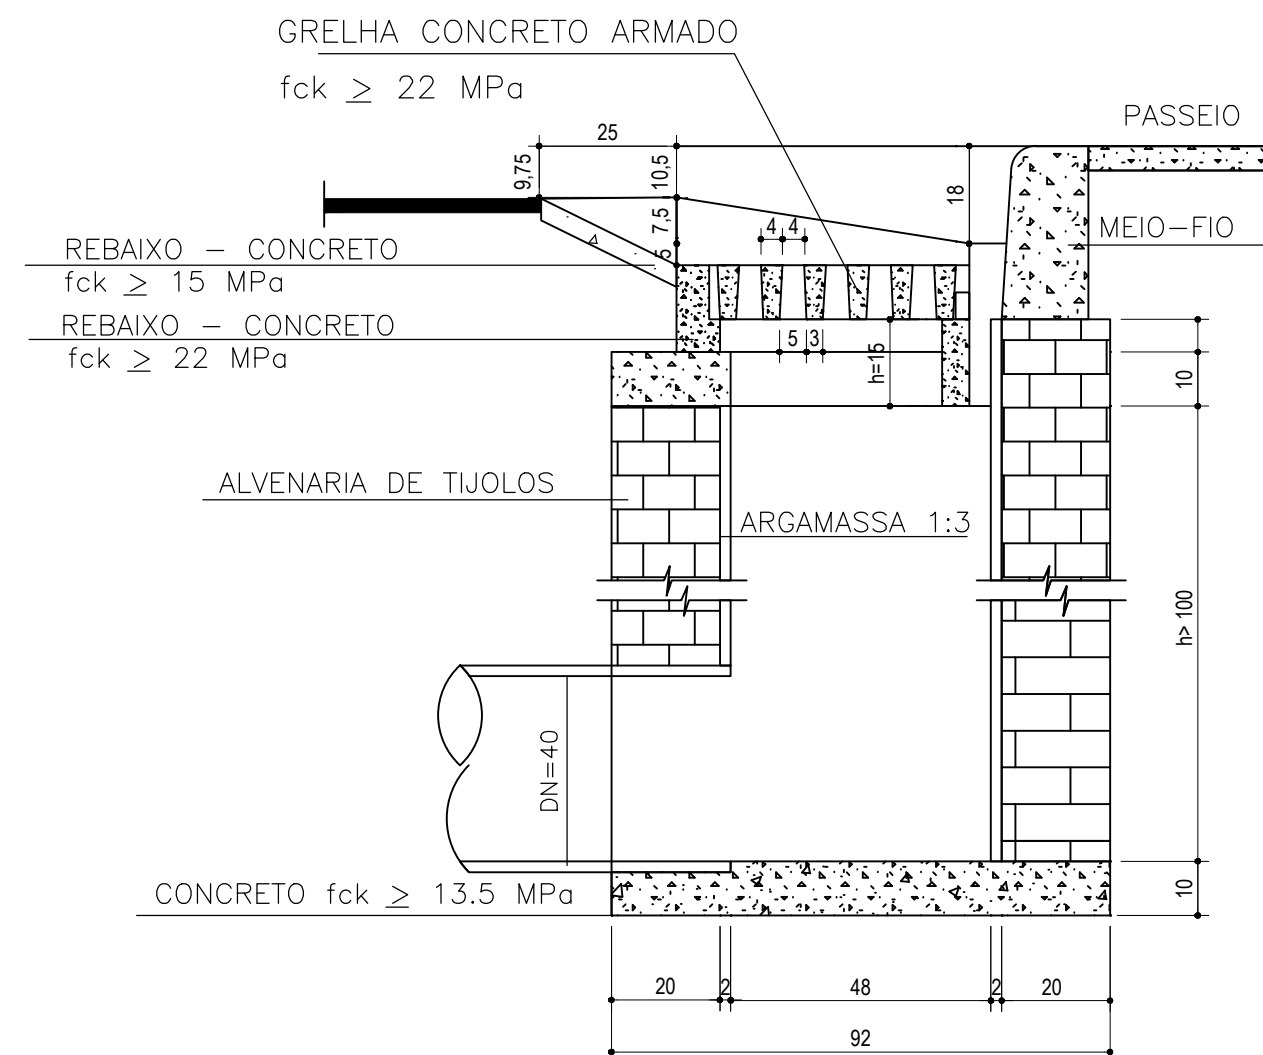 GRELHA CONCRETO ARMADO
fck ≥ 22 MPa
PASSEIO
25
9,75
10,5
18
7,5
4
4
5
MEIO-FIO
REBAIXO - CONCRETO
fck ≥ 15 MPa
REBAIXO - CONCRETO
fck ≥ 22 MPa
5
3
h=15
10
ALVENARIA DE TIJOLOS
ARGAMASSA 1:3
h> 100
DN=40
CONCRETO fck ≥ 13.5 MPa
10
20
2
48
2
20
92